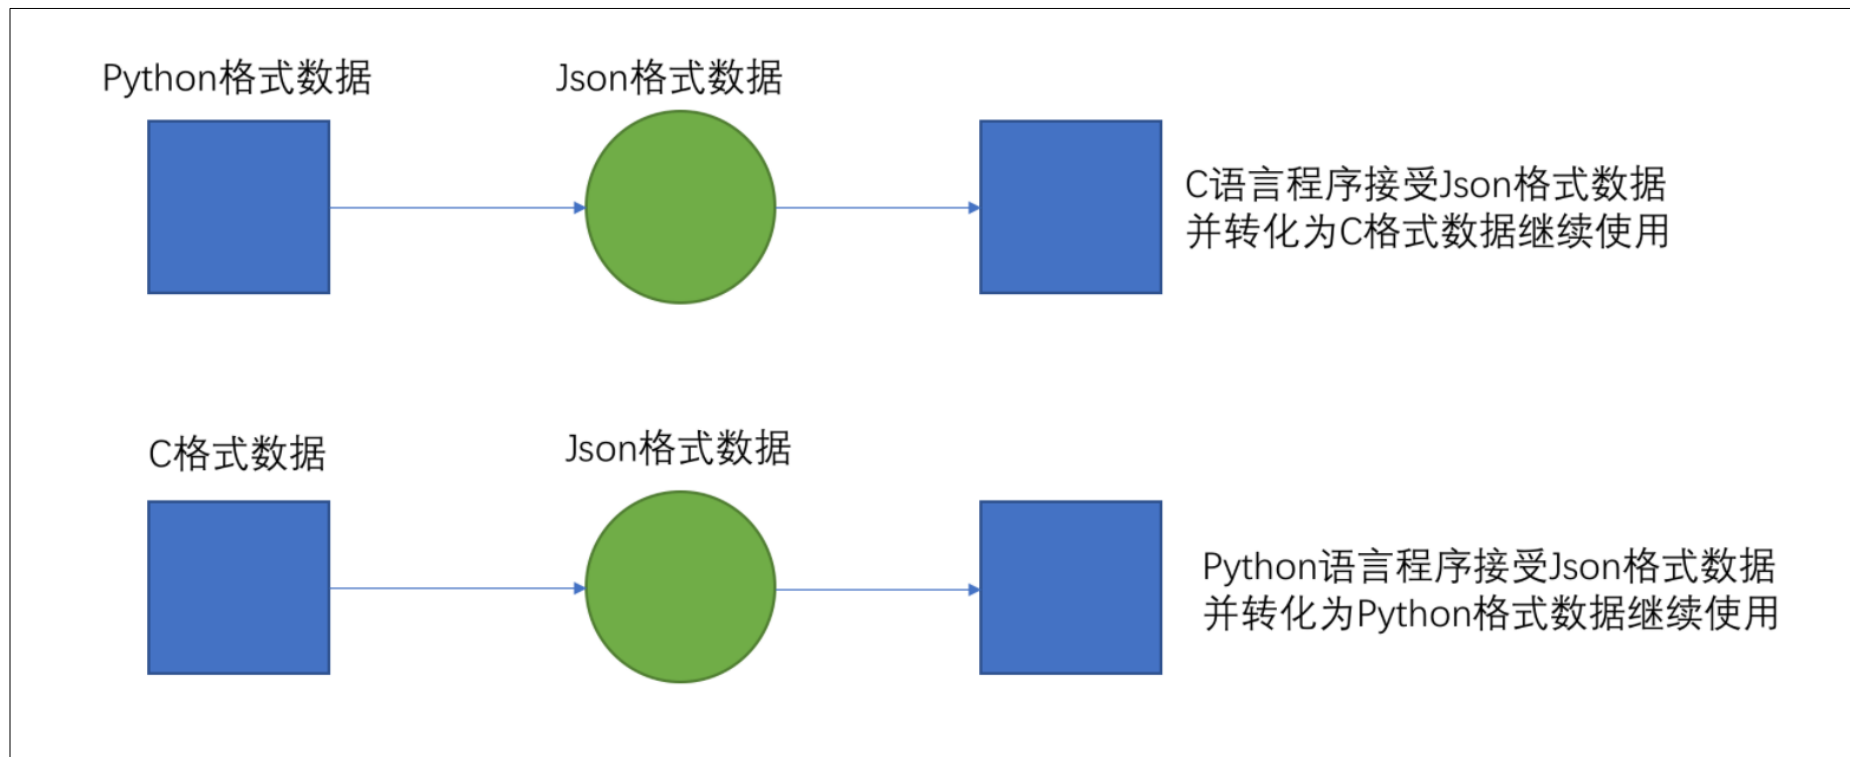 Python格式数据
Json格式数据
C语言程序接受Json格式数据
并转化为C格式数据继续使用
C格式数据
Json格式数据
Python语言程序接受Json格式数据
并转化为Python格式数据继续使用